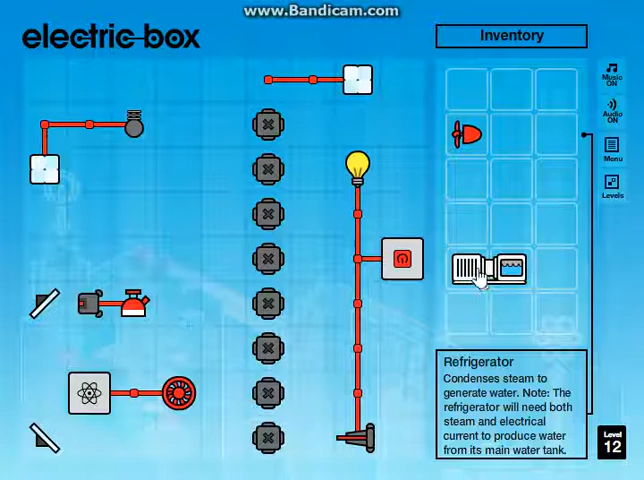 www.Bandicam.com
electric box
Inventory
Music
ON
Audio
ON
Menu
Levels
Refrigerator
Condenses steam to
generate water. Note: The
refrigerator will need both
steam and electrical
current to produce water
from its main water tank.
Level
12